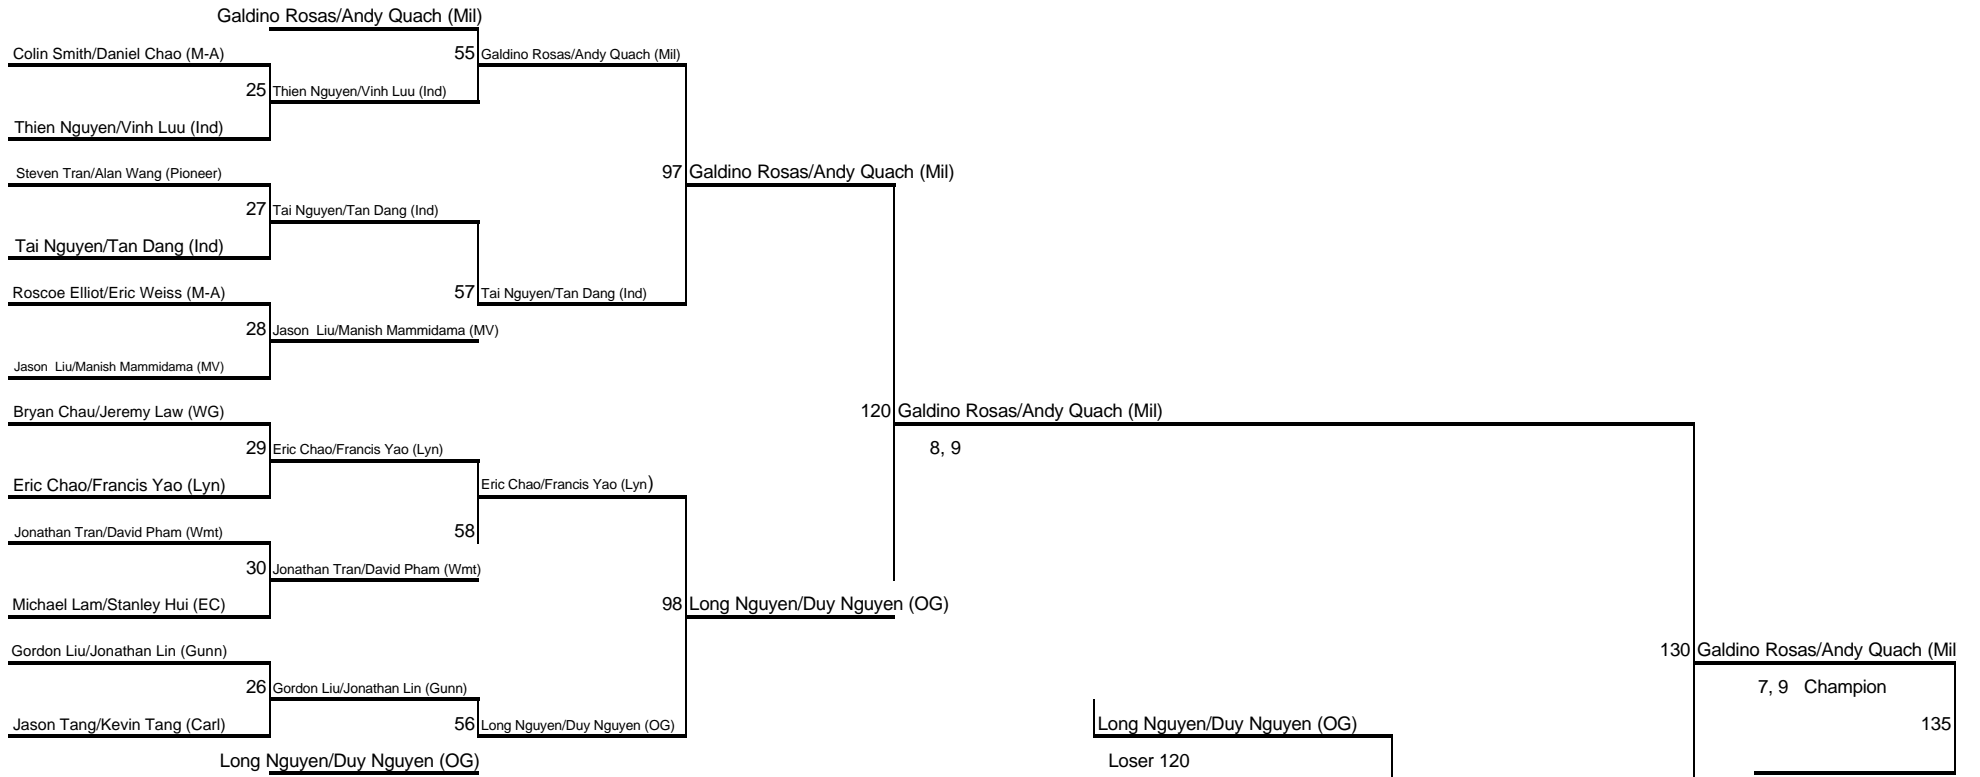 Galdino Rosas/Andy Quach (Mil)
Colin Smith/Daniel Chao (M-A)
55 Galdino Rosas/Andy Quach (Mil)
25 Thien Nguyen/Vinh Luu (Ind)
Thien Nguyen/Vinh Luu (Ind)
Steven Tran/Alan Wang (Pioneer)
97 Galdino Rosas/Andy Quach (Mil)
27 Tai Nguyen/Tan Dang (Ind)
Tai Nguyen/Tan Dang (Ind)
Roscoe Elliot/Eric Weiss (M-A)
57 Tai Nguyen/Tan Dang (Ind)
28 Jason  Liu/Manish Mammidama (MV)
Jason  Liu/Manish Mammidama (MV)
Bryan Chau/Jeremy Law (WG)
120 Galdino Rosas/Andy Quach (Mil)
29 Eric Chao/Francis Yao (Lyn)
8, 9
Eric Chao/Francis Yao (Lyn)
Eric Chao/Francis Yao (Lyn)
Jonathan Tran/David Pham (Wmt)
58
30 Jonathan Tran/David Pham (Wmt)
Michael Lam/Stanley Hui (EC)
98 Long Nguyen/Duy Nguyen (OG)
Gordon Liu/Jonathan Lin (Gunn)
130 Galdino Rosas/Andy Quach (Mil
26 Gordon Liu/Jonathan Lin (Gunn)
7, 9 Champion
Jason Tang/Kevin Tang (Carl)
56 Long Nguyen/Duy Nguyen (OG)
Long Nguyen/Duy Nguyen (OG)
135
Long Nguyen/Duy Nguyen (OG)
Loser 120